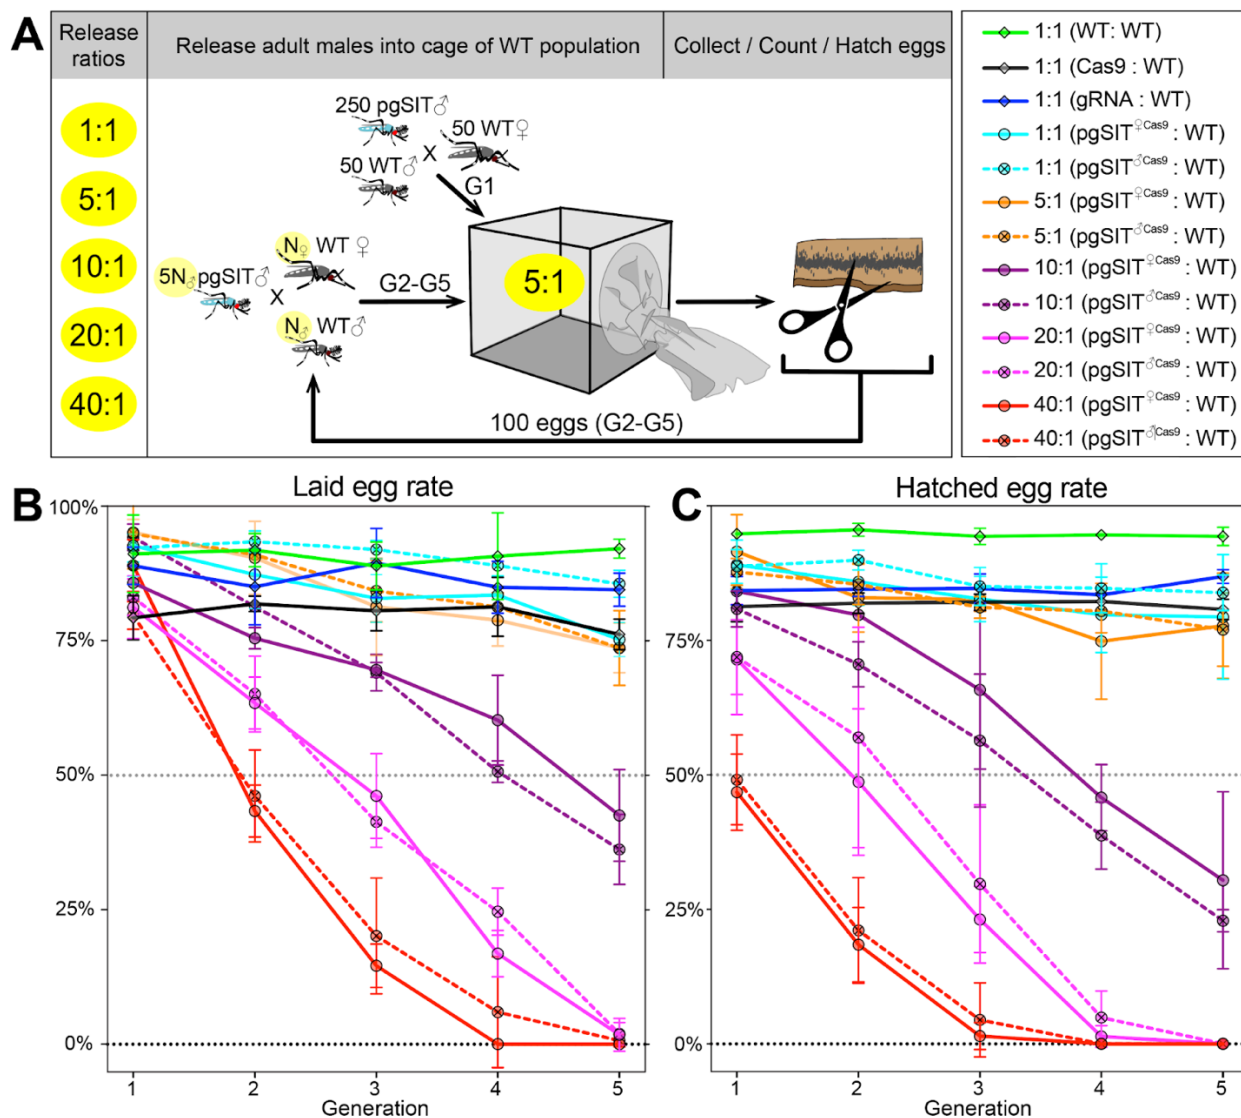 A
Release
ratios
Release adult males into cage of WT population
Collect / Count / Hatch eggs
1:1
5:1
10:1
20:1
40:1
250 pgSIT♂
50 WT♀
X
50 WT♂
G1
N♀ WT ♀
5N♂ pgSIT♂
X
N♂ WT♂
G2-G5
5:1
100 eggs (G2-G5)
1:1 (WT: WT)
1:1 (Cas9 : WT)
1:1 (gRNA : WT)
1:1 (pgSIT♀Cas9 : WT)
1:1 (pgSIT♂Cas9 : WT)
5:1 (pgSIT♀Cas9 : WT)
5:1 (pgSIT♂Cas9 : WT)
10:1 (pgSIT♀Cas9 : WT)
10:1 (pgSIT♂Cas9 : WT)
20:1 (pgSIT♀Cas9 : WT)
20:1 (pgSIT♂Cas9 : WT)
40:1 (pgSIT♀Cas9 : WT)
40:1 (pgSIT♂Cas9 : WT)
B
Laid egg rate
100%
75%
50%
25%
0%
1 2 3 4 5
Generation
C
Hatched egg rate
75%
50%
25%
0%
1 2 3 4 5
Generation